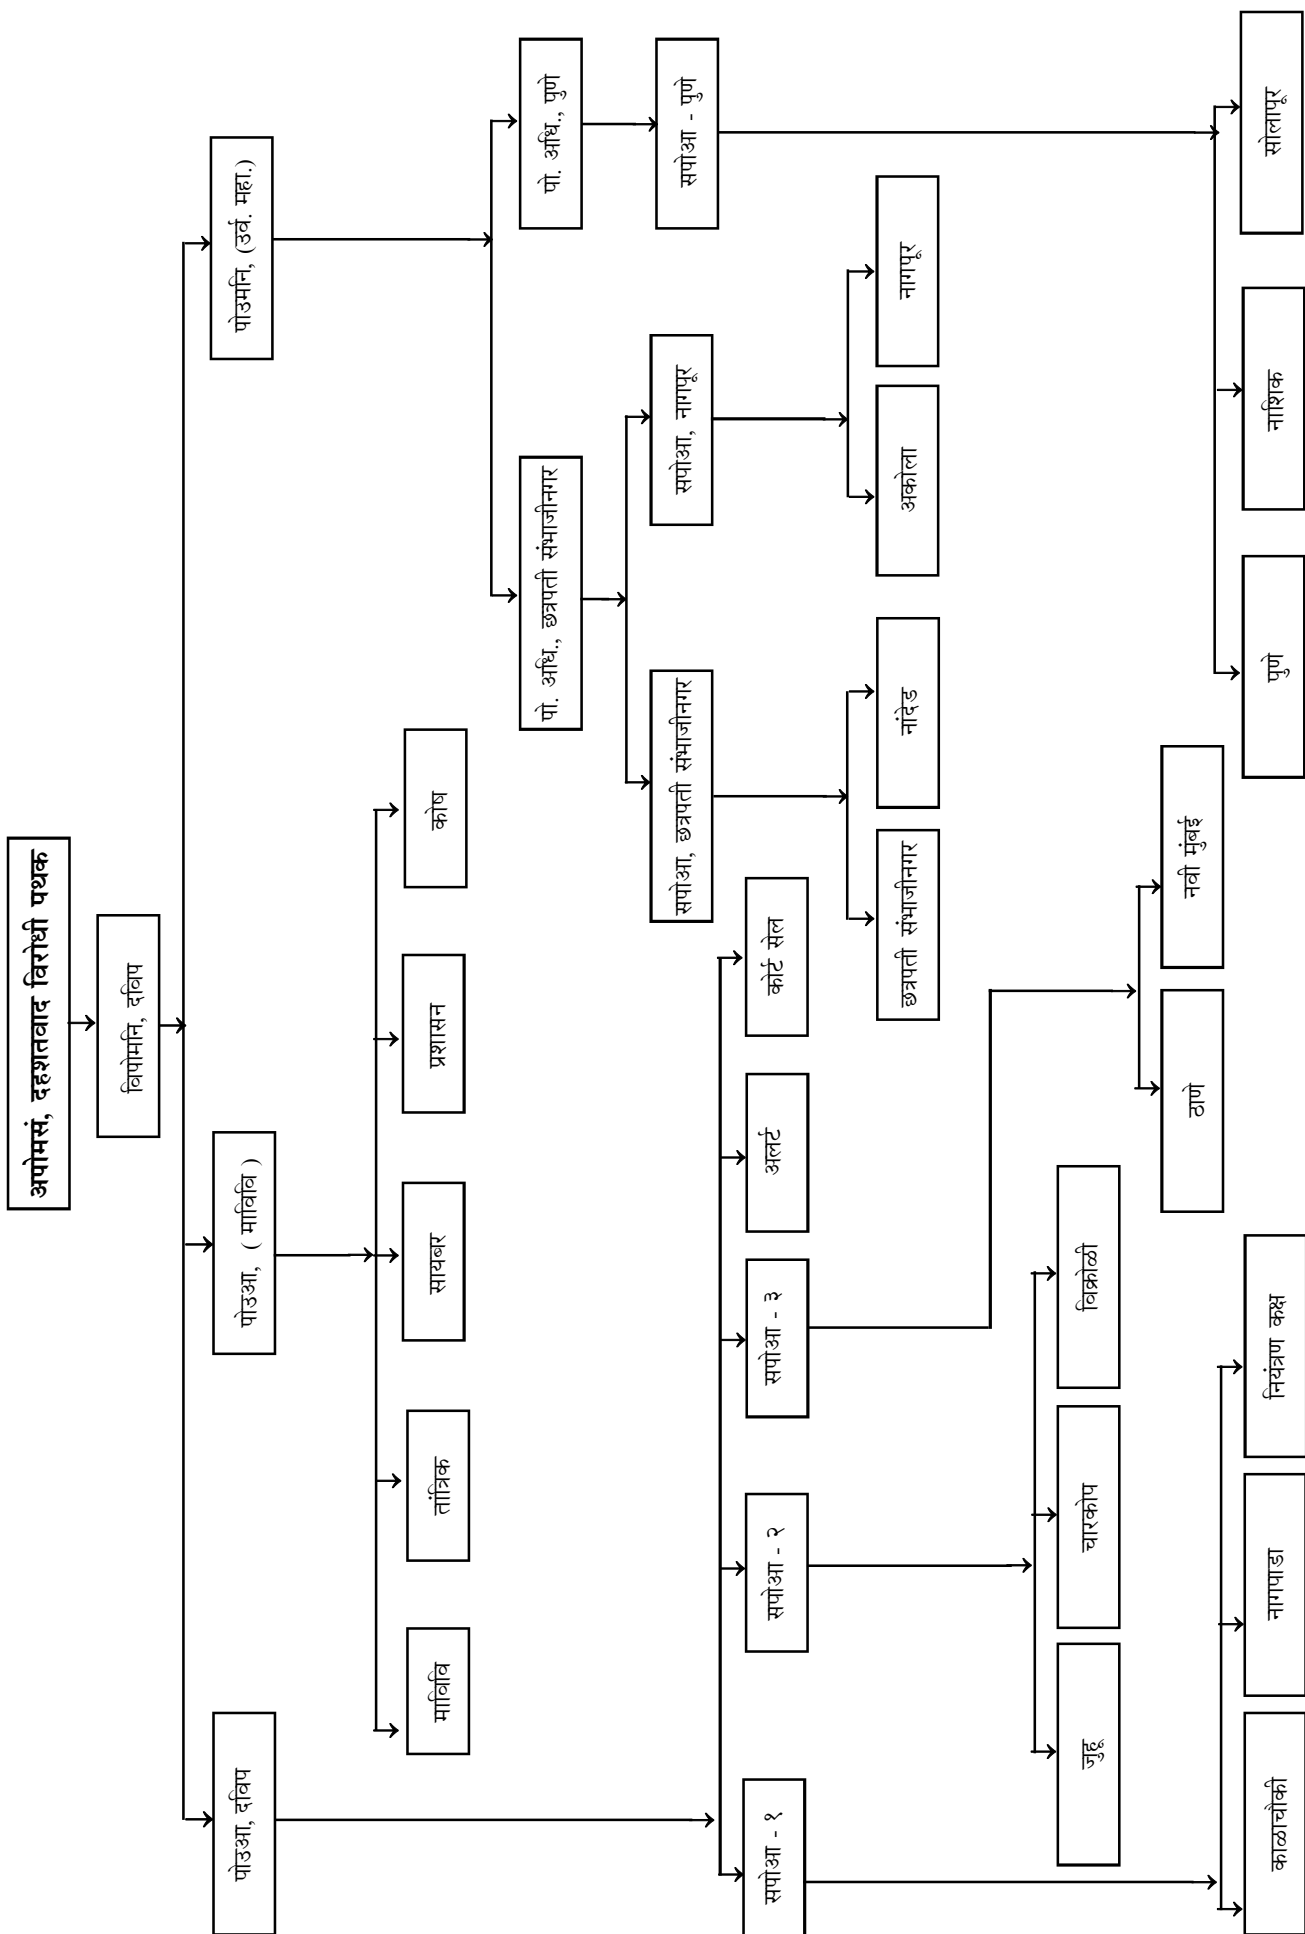 अपोमसं, दहशतवाद विरोधी पथक
विपोमनि, दविप
पोउआ, दविप
पोउआ, ( माविवि )
पोउमनि, (उर्व. महा.)
माविवि
तांत्रिक
सायबर
प्रशासन
कोष
पो. अधि., छत्रपती संभाजीनगर
पो. अधि., पुणे
सपोआ, छत्रपती संभाजीनगर
सपोआ, नागपूर
सपोआ - पुणे
सपोआ - १
सपोआ - २
सपोआ - ३
अलर्ट
कोर्ट सेल
छत्रपती संभाजीनगर
नांदेड
अकोला
नागपूर
जुहू
चारकोप
विक्रोळी
ठाणे
नवी मुंबई
काळाचौकी
नागपाडा
नियंत्रण कक्ष
पुणे
नाशिक
सोलापूर